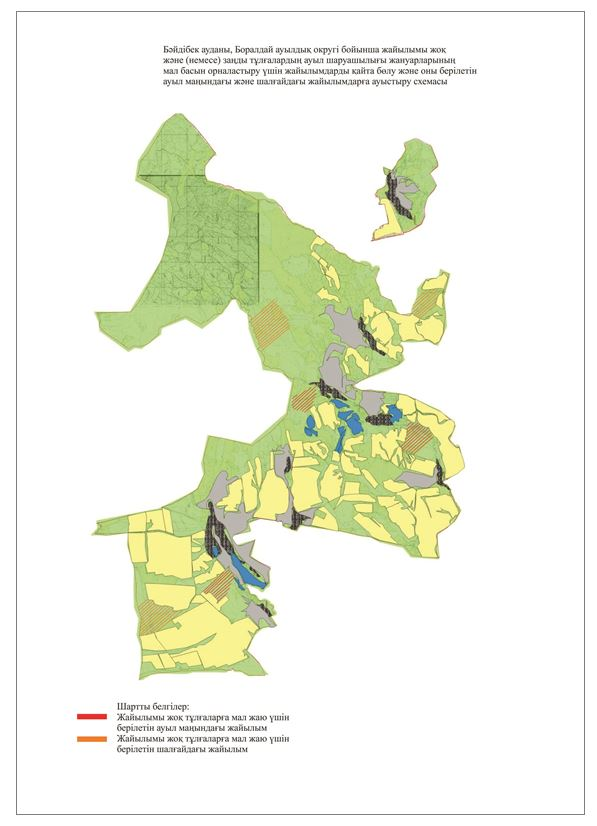 Бәйдібек ауданы, Боралдай ауылдық округі бойынша жайылымы жоқ
және (немесе) заңды тұлғалардың ауыл шаруашылығы жануарларының
мал басын орналастыру үшін жайылымдарды қайта бөлу және оны берілетін
ауыл маңындағы және шалғайдағы жайылымдарға ауыстыру схемасы
Шартты белгілер:
Жайылымы жоқ тұлғаларға мал жаю үшін
берілетін ауыл маңындағы жайылым
Жайылымы жоқ тұлғаларға мал жаю үшін
берілетін шалғайдағы жайылым